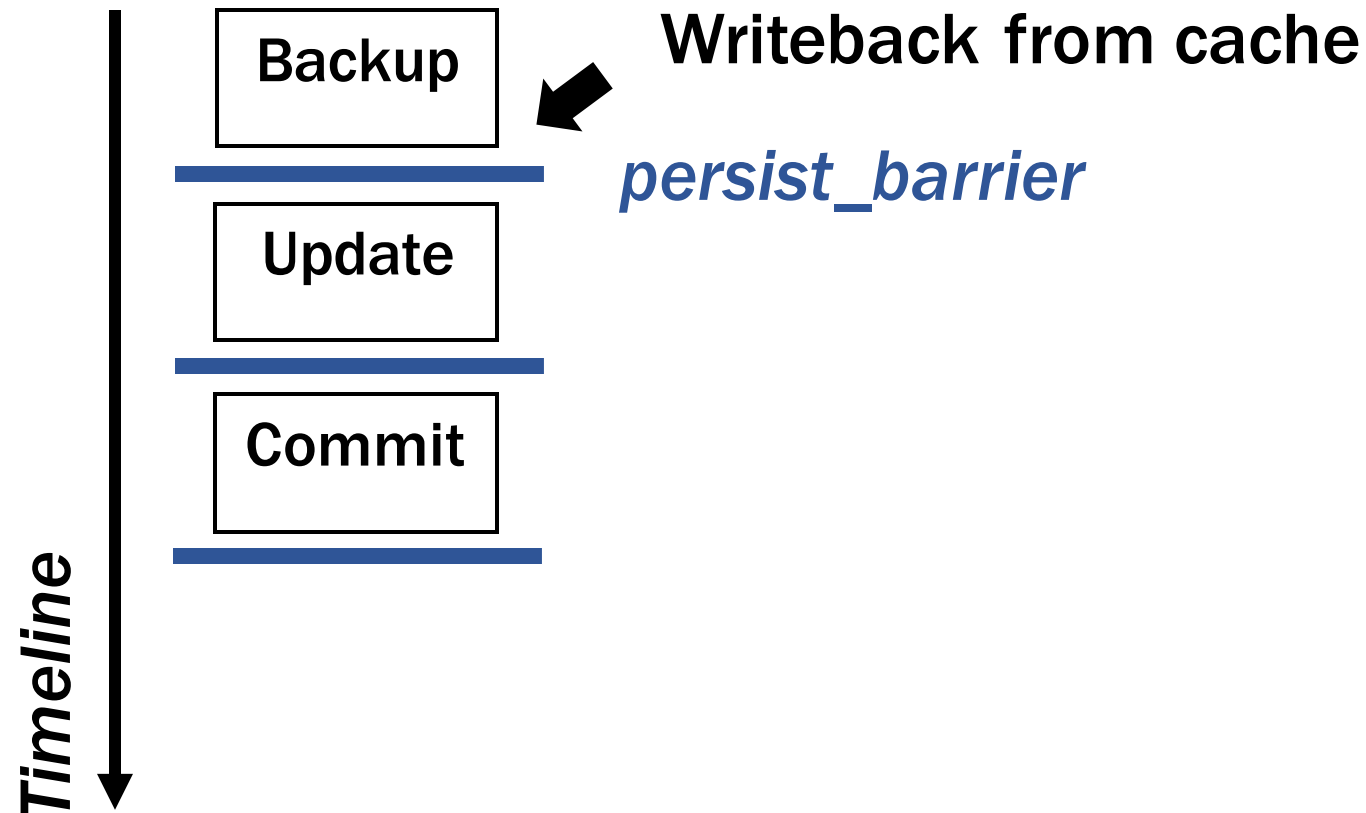 Backup
Writeback from cache
persist_barrier
Update
Commit
Timeline